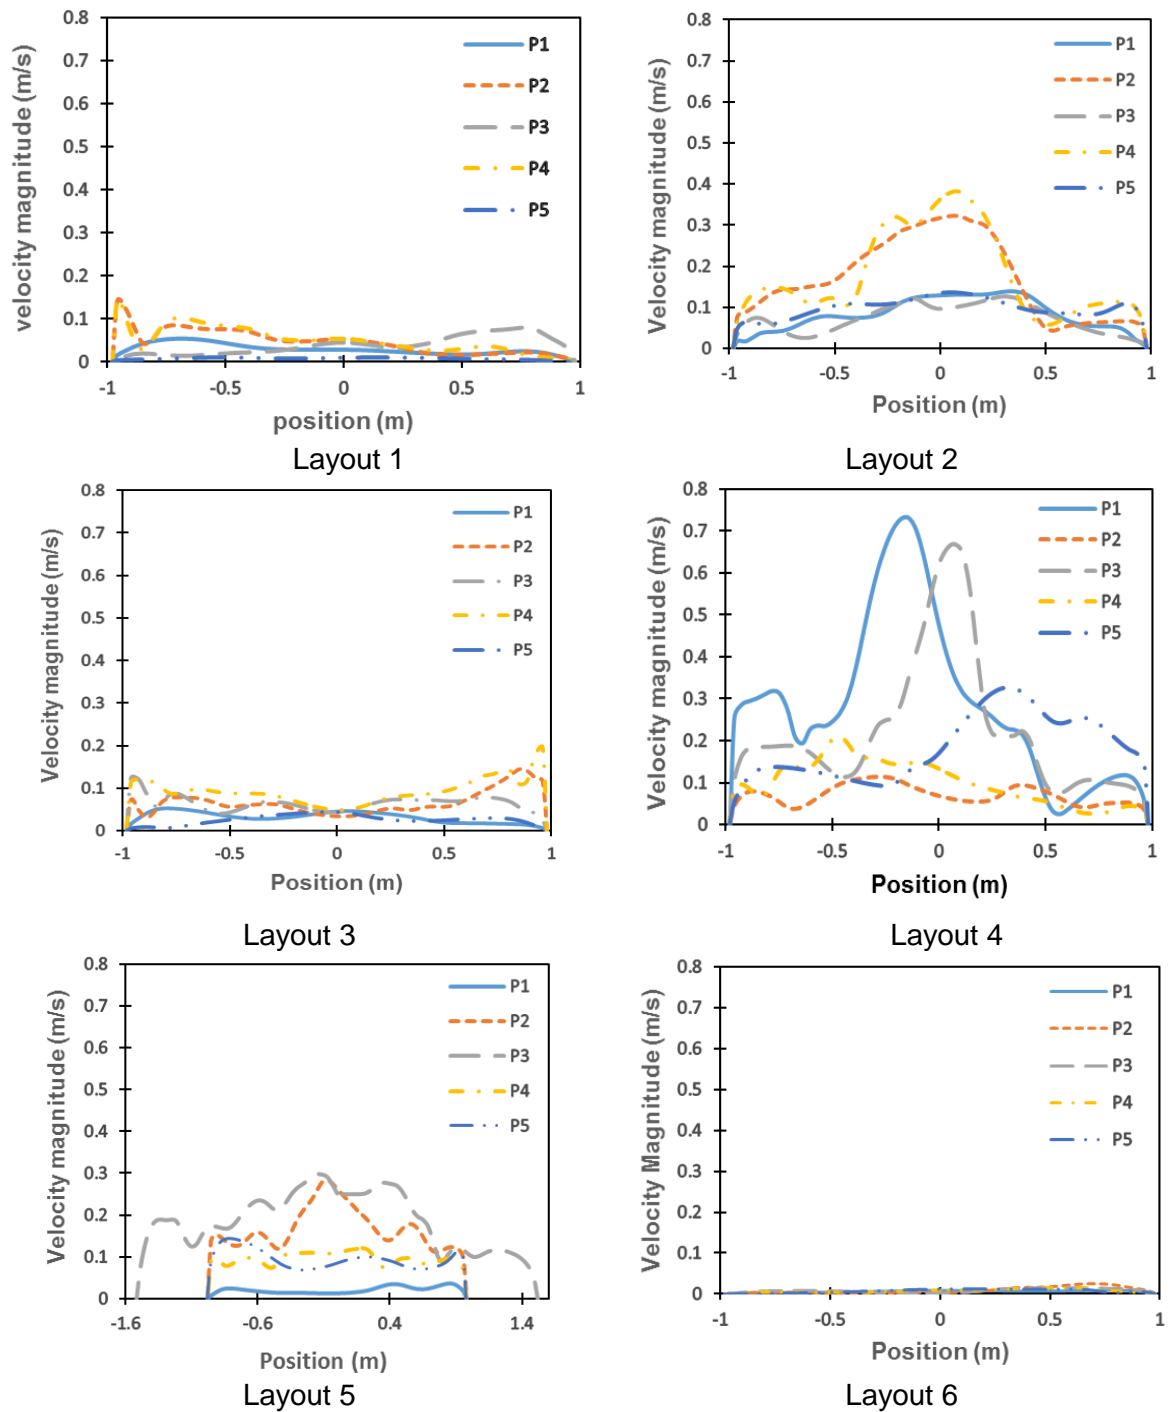 0.8
0.7
0.6
0.5
0.4
0.3
0.2
0.1
0
-1
-0.5
0
0.5
1
velocity magnitude (m/s)
position (m)
P1
P2
P3
P4
P5
Layout 1
0.8
0.7
0.6
0.5
0.4
0.3
0.2
0.1
0
-1
-0.5
0
0.5
1
Velocity magnitude (m/s)
Position (m)
P1
P2
P3
P4
P5
Layout 2
0.8
0.7
0.6
0.5
0.4
0.3
0.2
0.1
0
-1
-0.5
0
0.5
1
Velocity magnitude (m/s)
Position (m)
P1
P2
P3
P4
P5
Layout 3
0.8
0.7
0.6
0.5
0.4
0.3
0.2
0.1
0
-1
-0.5
0
0.5
1
Velocity magnitude (m/s)
Position (m)
P1
P2
P3
P4
P5
Layout 4
0.8
0.7
0.6
0.5
0.4
0.3
0.2
0.1
0
-1.6
-0.6
0.4
1.4
Velocity magnitude (m/s)
Position (m)
P1
P2
P3
P4
P5
Layout 5
0.8
0.7
0.6
0.5
0.4
0.3
0.2
0.1
0
-1
-0.5
0
0.5
1
Velocity Magnitude (m/s)
Position (m)
P1
P2
P3
P4
P5
Layout 6